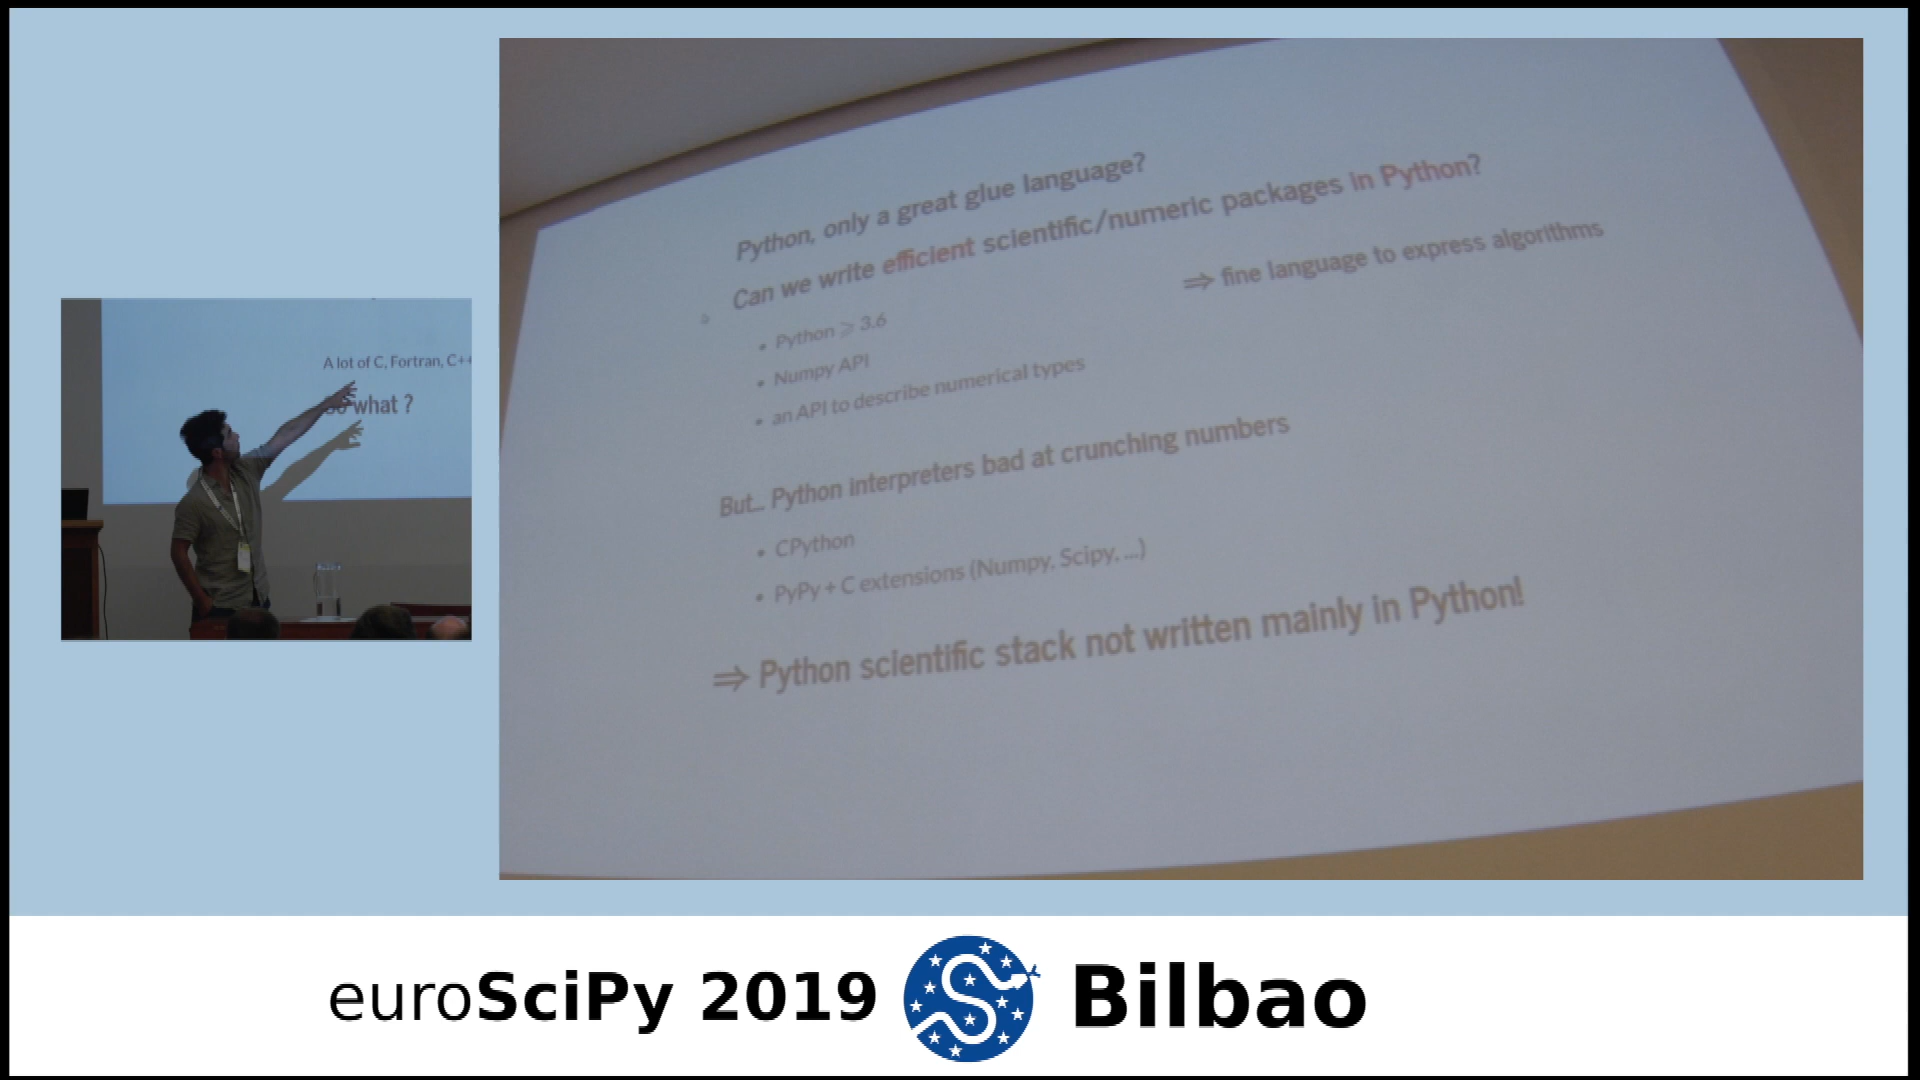 Python, only a great glue language?
Can we write efficient scientific/numeric packages in Python?
⇒ fine language to express algorithms
• Python ⩾ 3.6
• Numpy API
• an API to describe numerical types
But... Python interpreters bad at crunching numbers
• CPython
• PyPy + C extensions (Numpy, Scipy, ...)
⇒ Python scientific stack not written mainly in Python!
A lot of C, Fortran, C++
So what ?
euroSciPy 2019 Bilbao